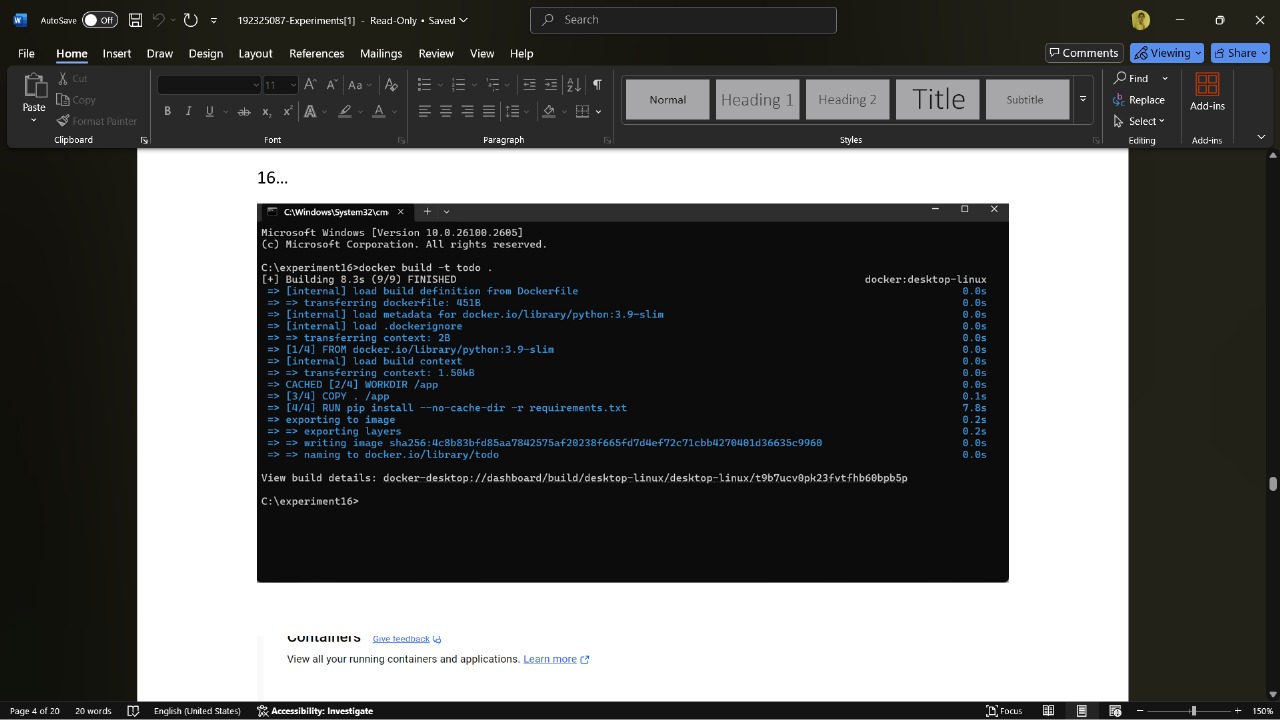 AutoSave Off 192325087-Experiments[1] - Read-Only • Saved Search
File Home Insert Draw Design Layout References Mailings Review View Help Comments Viewing Share
Paste Cut Copy Format Painter Clipboard
11 Aa Font
Paragraph
Normal Heading 1 Heading 2 Title Subtitle Styles
Find Replace Select Editing
Add-ins Add-ins
16...
C:\Windows\System32\cm
Microsoft Windows [Version 10.0.26100.2605]
(c) Microsoft Corporation. All rights reserved.
C:\experiment16>docker build -t todo .
[+] Building 8.3s (9/9) FINISHED docker:desktop-linux
=> [internal] load build definition from Dockerfile 0.0s
=> => transferring dockerfile: 451B 0.0s
=> [internal] load metadata for docker.io/library/python:3.9-slim 0.0s
=> [internal] load .dockerignore 0.0s
=> => transferring context: 2B 0.0s
=> [1/4] FROM docker.io/library/python:3.9-slim 0.0s
=> [internal] load build context 0.0s
=> => transferring context: 1.50kB 0.0s
=> CACHED [2/4] WORKDIR /app 0.0s
=> [3/4] COPY . /app 0.1s
=> [4/4] RUN pip install --no-cache-dir -r requirements.txt 7.8s
=> exporting to image 0.2s
=> => exporting layers 0.2s
=> => writing image sha256:4c8b83bfd85aa7842575af20238f665fd7d4ef72c71cbb4270401d36635c9960 0.0s
=> => naming to docker.io/library/todo 0.0s
View build details: docker-desktop://dashboard/build/desktop-linux/desktop-linux/t9b7ucv0pk23fvtfhb60bpb5p
C:\experiment16>
Containers Give feedback
View all your running containers and applications. Learn more
Page 4 of 20 20 words English (United States) Accessibility: Investigate Focus 150%